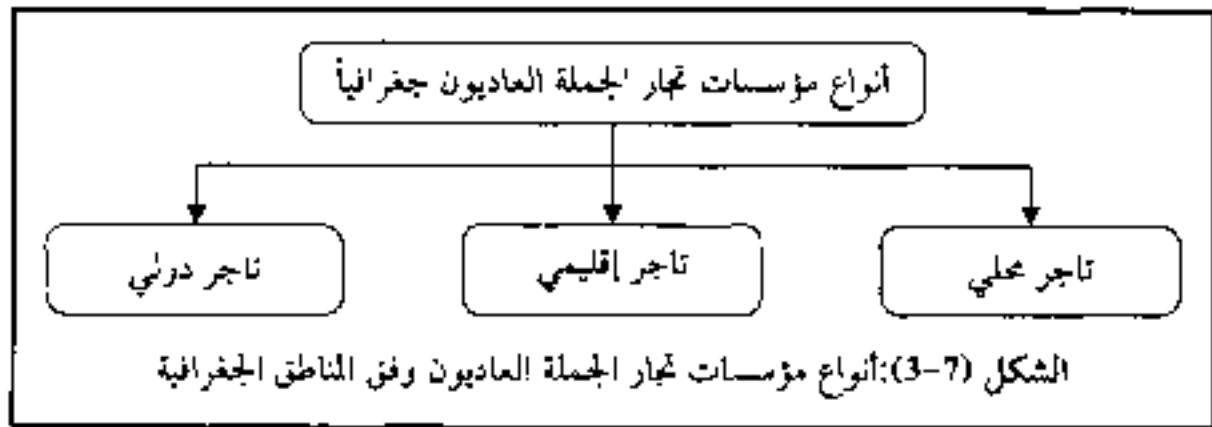 أنواع مؤسسات تجار الجملة العاديون جغرافياً
تاجر محلي
تاجر إقليمي
تاجر دولي
الشكل (7-3):أنواع مؤسسات تجار الجملة العاديون وفق المناطق الجغرافية